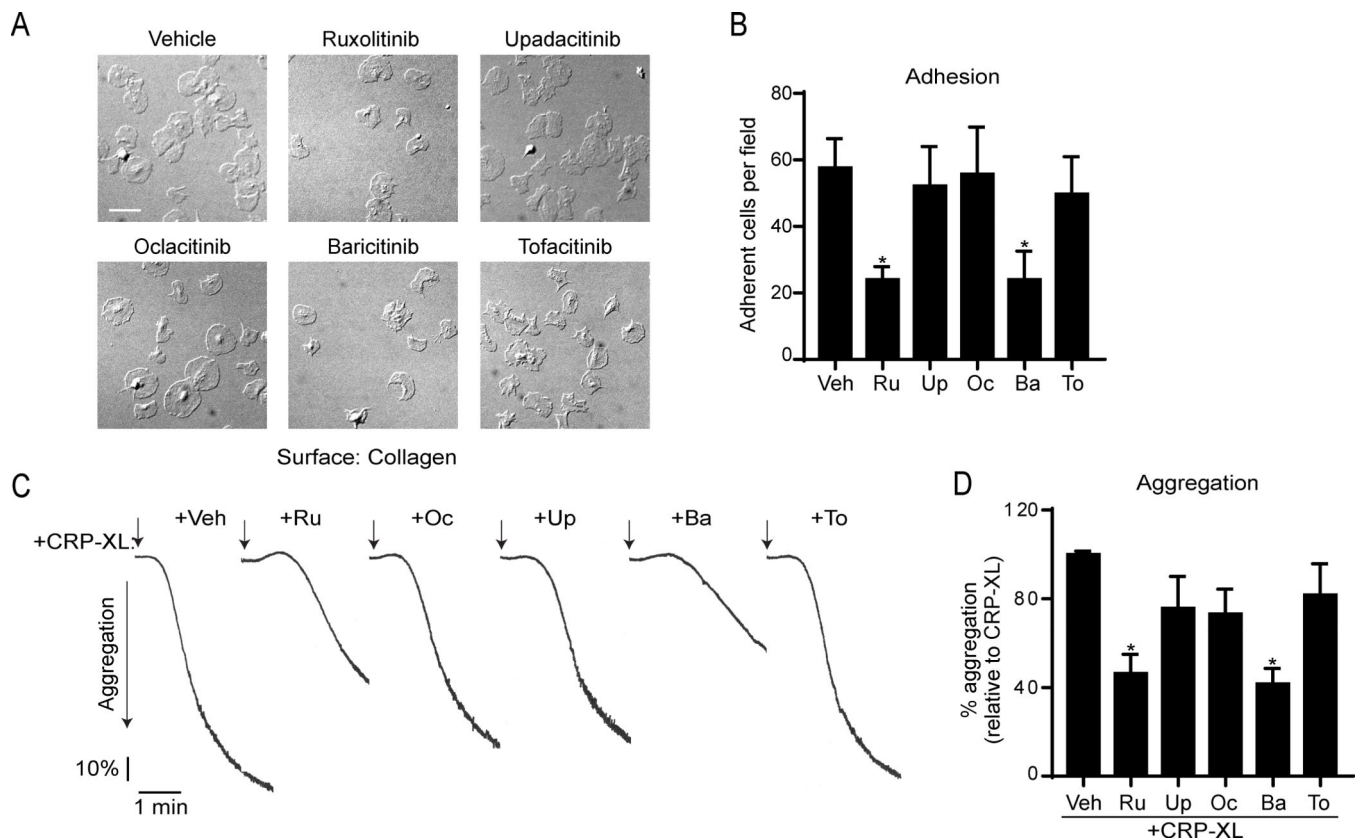 A
Vehicle
Ruxolitinib
Upadacitinib
Oclacitinib
Baricitinib
Tofacitinib
Surface: Collagen
B
Adhesion
Adherent cells per field
80
60
40
20
0
Veh Ru Up Oc Ba To
* *
C
+CRP-XL:
+Veh +Ru +Oc +Up +Ba +To
Aggregation
10%
1 min
D
Aggregation
% aggregation
(relative to CRP-XL)
120
80
40
0
* *
Veh Ru Up Oc Ba To
+CRP-XL